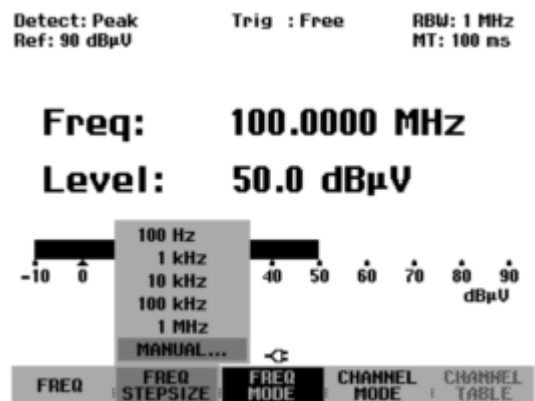 Detect: Peak Trig : Free RBW: 1 MHz
Ref: 90 dBµV MT: 100 ms
Freq: 100.0000 MHz
Level: 50.0 dBµV
100 Hz
1 kHz
10 kHz
100 kHz
1 MHz
MANUAL...
-10 0 40 50 60 70 80 90
dBµV
FREQ FREQ STEPSIZE FREQ MODE CHANNEL MODE CHANNEL TABLE